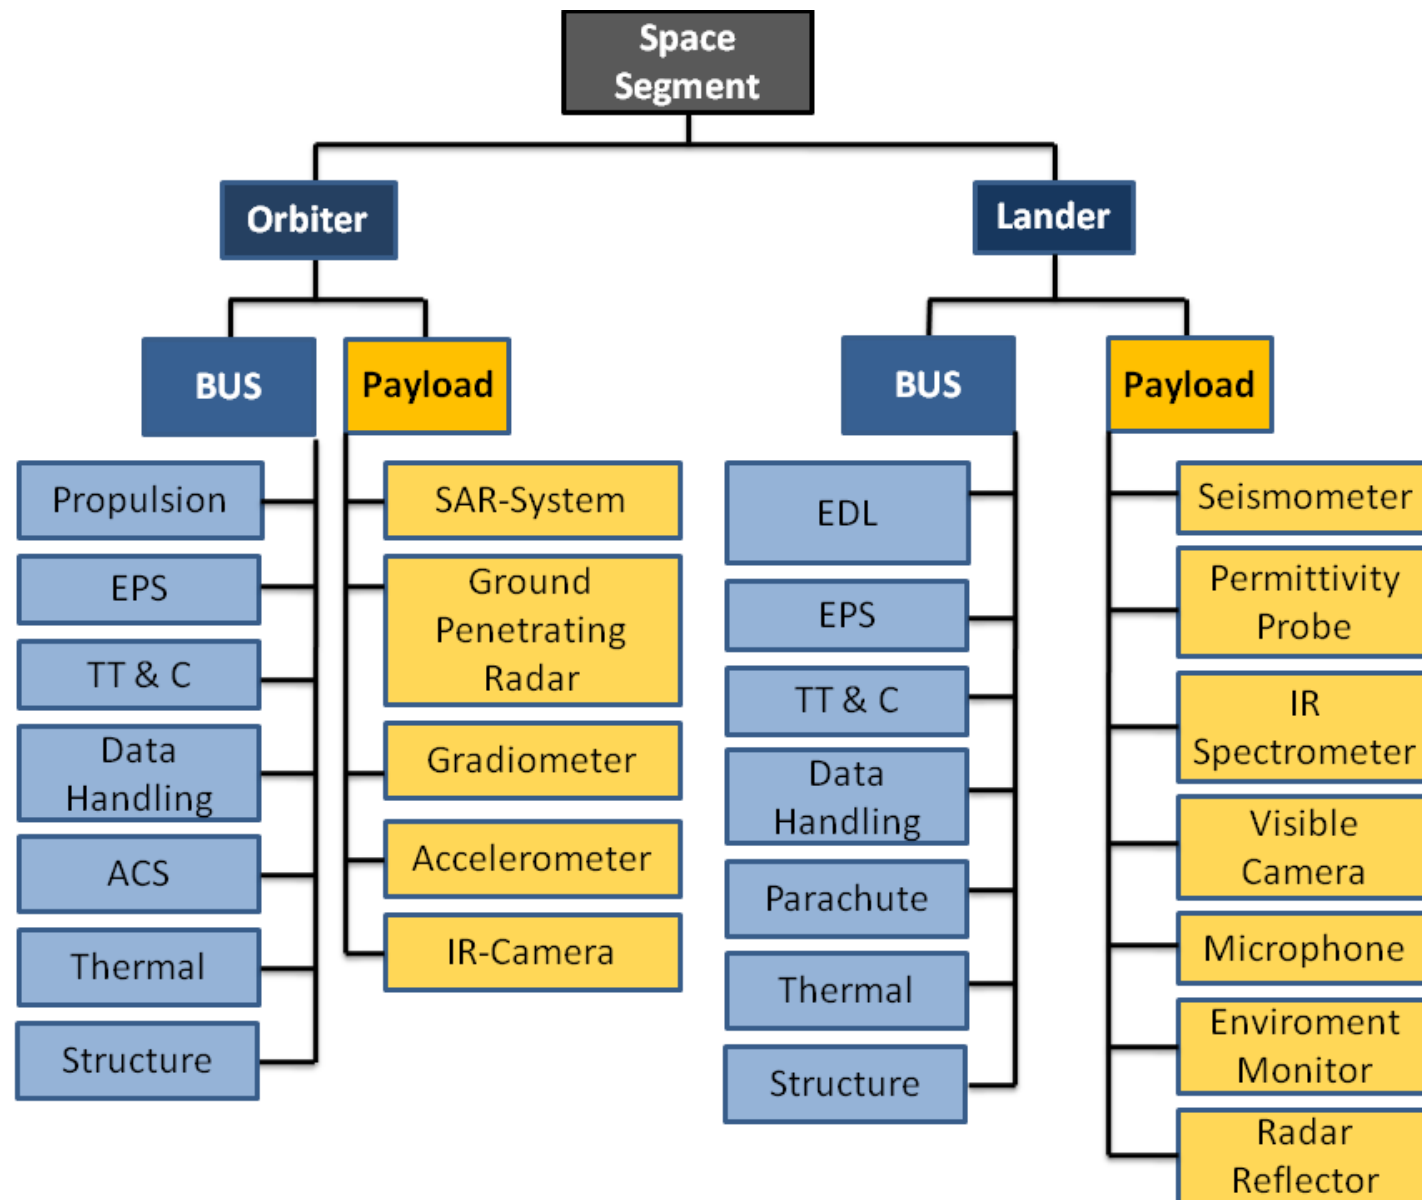 Space
Segment
Orbiter
Lander
BUS
Payload
BUS
Payload
Propulsion
EPS
TT & C
Data
Handling
ACS
Thermal
Structure
SAR-System
Ground
Penetrating
Radar
Gradiometer
Accelerometer
IR-Camera
EDL
EPS
TT & C
Data
Handling
Parachute
Thermal
Structure
Seismometer
Permittivity
Probe
IR
Spectrometer
Visible
Camera
Microphone
Enviroment
Monitor
Radar
Reflector